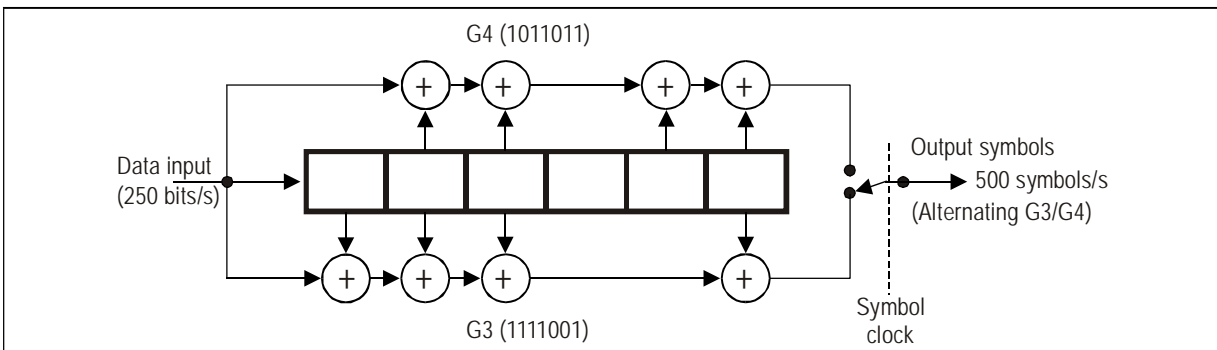 G4 (1011011)
+ + + +
Data input
(250 bits/s)
Output symbols
500 symbols/s
(Alternating G3/G4)
+ + + +
G3 (1111001)
Symbol
clock